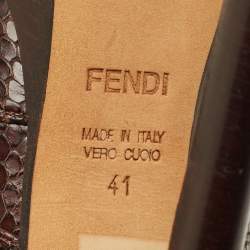 FENDI
MADE IN ITALY
VERO CUOIO
41